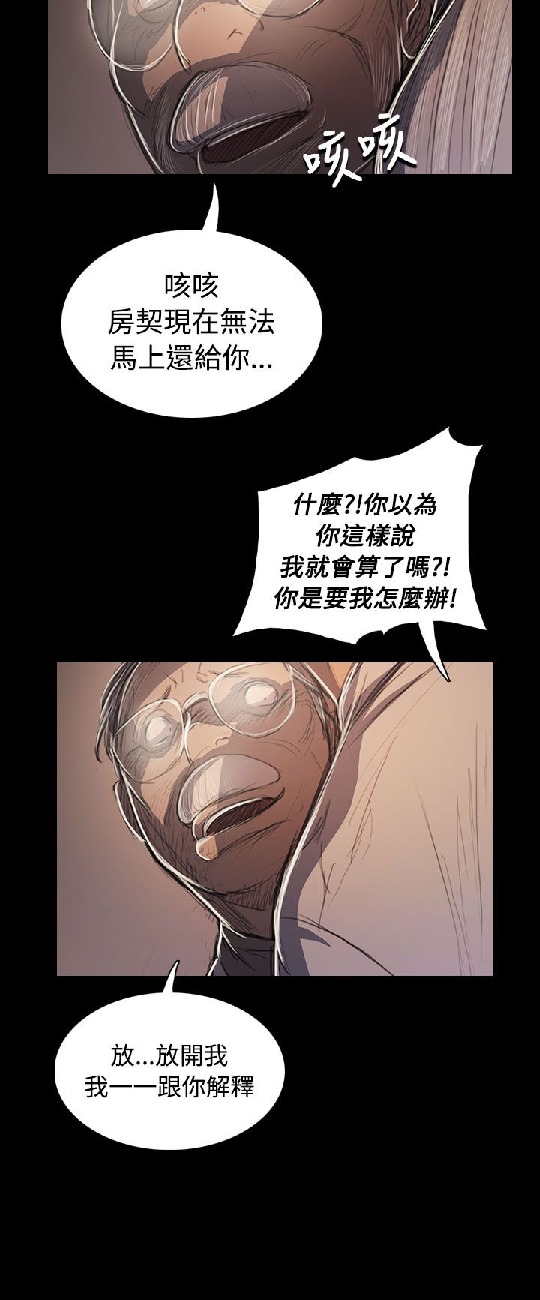 咳咳
咳咳
房契現在無法
馬上還給你...
什麼?!你以為
你這樣說
我就會算了嗎?!
你是要我怎麼辦!
放...放開我
我一一跟你解釋